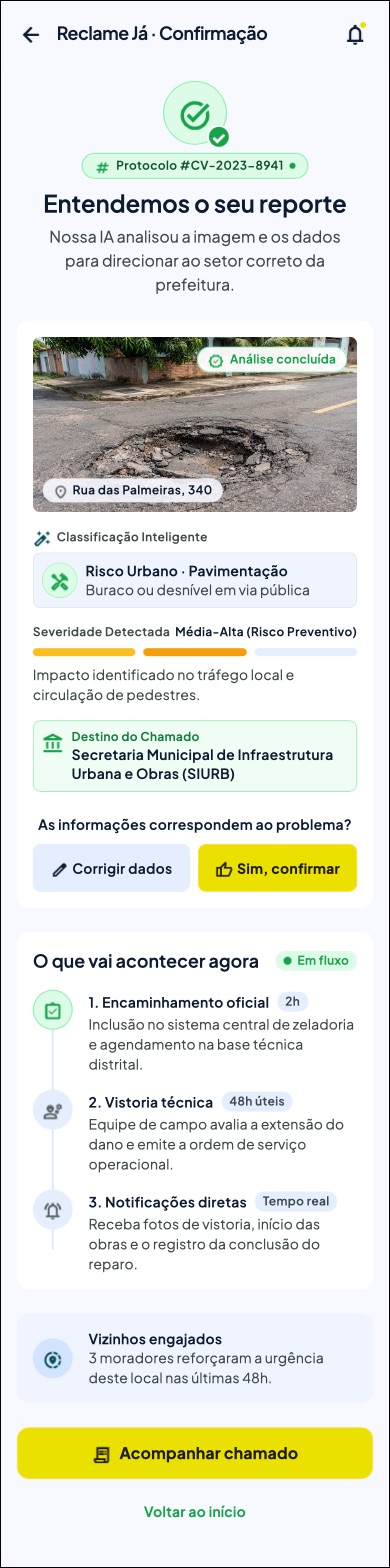 Reclame Já · Confirmação
# Protocolo #CV-2023-8941
Entendemos o seu reporte
Nossa IA analisou a imagem e os dados
para direcionar ao setor correto da
prefeitura.
Análise concluída
Rua das Palmeiras, 340
Classificação Inteligente
Risco Urbano · Pavimentação
Buraco ou desnível em via pública
Severidade Detectada Média-Alta (Risco Preventivo)
Impacto identificado no tráfego local e
circulação de pedestres.
Destino do Chamado
Secretaria Municipal de Infraestrutura
Urbana e Obras (SIURB)
As informações correspondem ao problema?
Corrigir dados
Sim, confirmar
O que vai acontecer agora
Em fluxo
1. Encaminhamento oficial 2h
Inclusão no sistema central de zeladoria
e agendamento na base técnica
distrital.
2. Vistoria técnica 48h úteis
Equipe de campo avalia a extensão do
dano e emite a ordem de serviço
operacional.
3. Notificações diretas Tempo real
Receba fotos de vistoria, início das
obras e o registro da conclusão do
reparo.
Vizinhos engajados
3 moradores reforçaram a urgência
deste local nas últimas 48h.
Acompanhar chamado
Voltar ao início